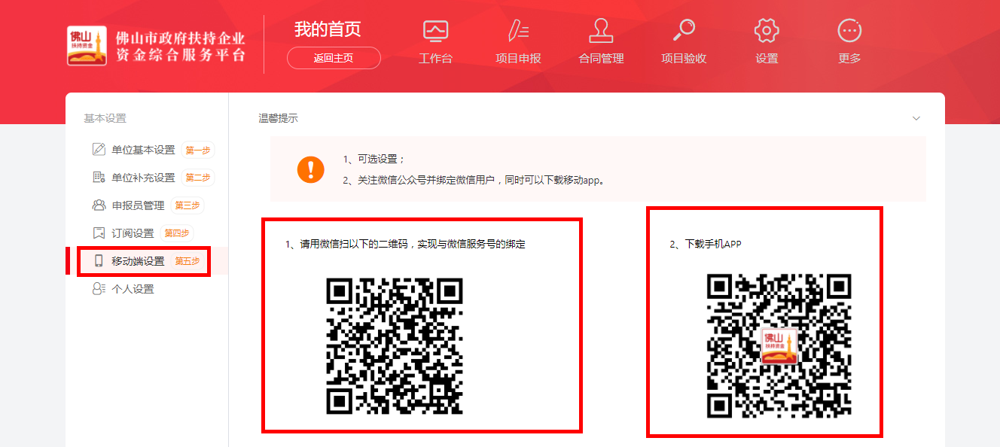 佛山
扶持资金
佛山市政府扶持企业
资金综合服务平台
我的首页
返回主页
工作台
项目申报
合同管理
项目验收
设置
更多
基本设置
单位基本设置 第一步
单位补充设置 第二步
申报员管理 第三步
订阅设置 第四步
移动端设置 第五步
个人设置
温馨提示
1、可选设置；
2、关注微信公众号并绑定微信用户，同时可以下载移动app。
1、请用微信扫以下的二维码，实现与微信服务号的绑定
2、下载手机APP
佛山
扶持资金